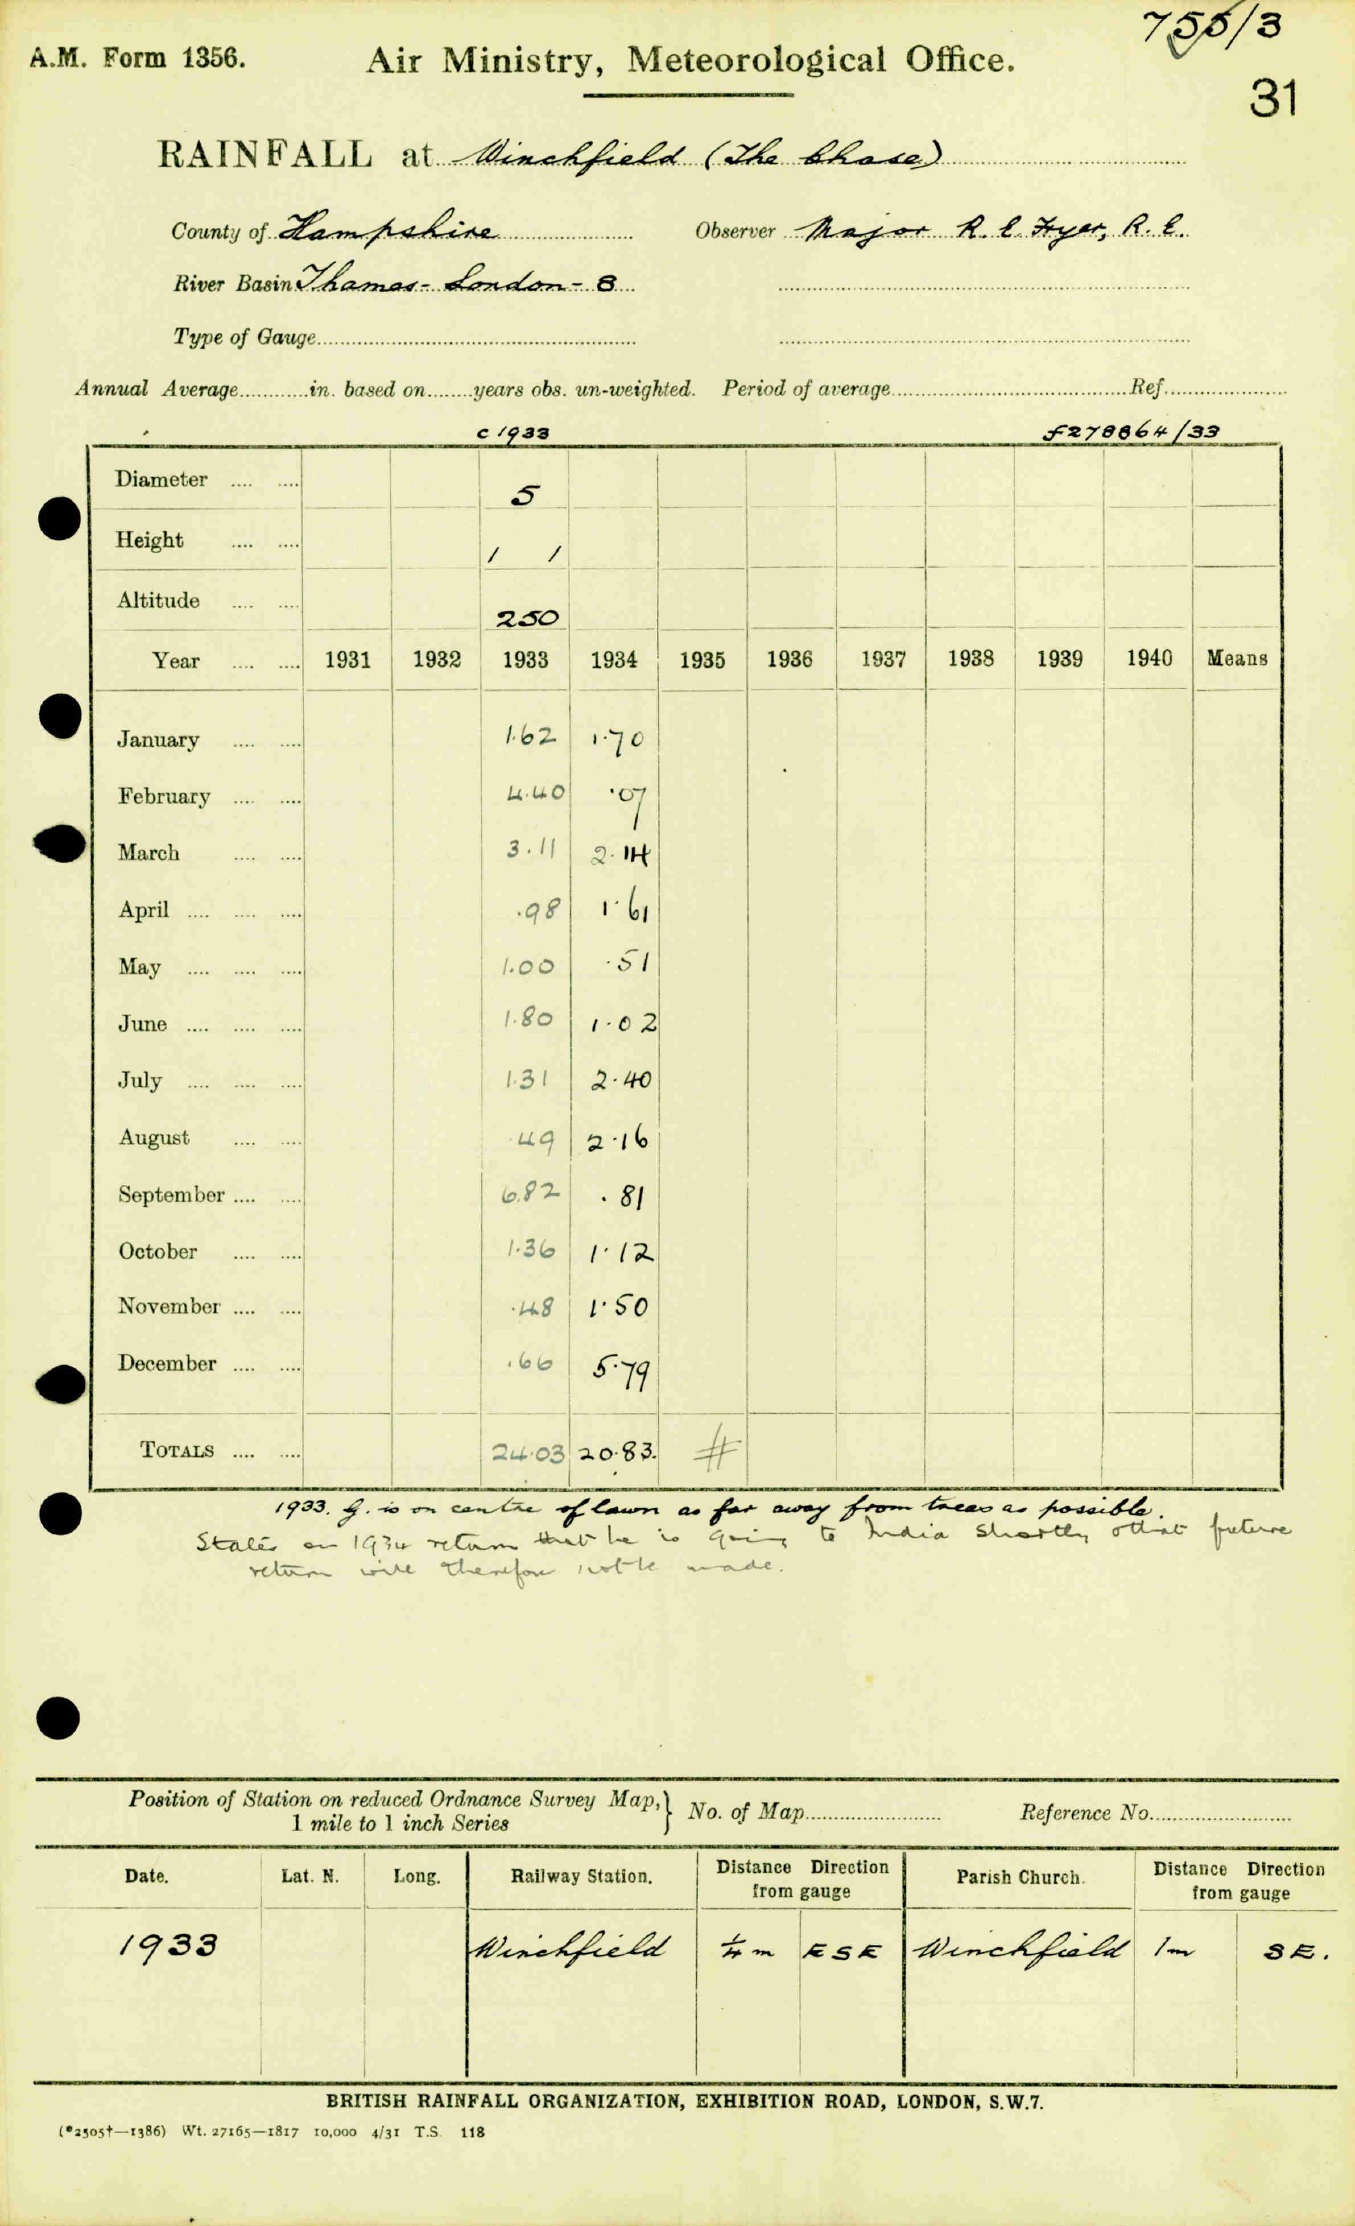 755/3
A.M. Form 1356. Air Ministry, Meteorological Office.
31
RAINFALL at Winchfield (The Chase)
County of Hampshire Observer Major R. E. Fryer, R. E.
River Basin Thames - London - 8
Type of Gauge
Annual Average in. based on years obs. un-weighted. Period of average Ref.
c 1933 F278864/33
Diameter .... .... 5
Height .... .... 1 1
Altitude .... .... 250
Year .... .... 1931 1932 1933 1934 1935 1936 1937 1938 1939 1940 Means
January .... .... 1.62 1.70
February .... .... 4.40 .07
March .... .... 3.11 2.14
April .... .... .... .98 1.61
May .... .... .... 1.00 .51
June .... .... .... 1.80 1.02
July .... .... .... 1.31 2.40
August .... .... .49 2.16
September .... .... 6.82 .81
October .... .... 1.36 1.12
November .... .... .48 1.50
December .... .... .66 5.79
TOTALS .... .... 24.03 20.83. #
1933. G. is on centre of lawn as far away from trees as possible.
States on 1934 return that he is going to India shortly & that future
return will therefore not be made.
Position of Station on reduced Ordnance Survey Map, } No. of Map Reference No.
1 mile to 1 inch Series
Date. Lat. N. Long. Railway Station. Distance Direction from gauge Parish Church. Distance Direction from gauge
1933 Winchfield ¼ m ESE Winchfield 1m SE.
BRITISH RAINFALL ORGANIZATION, EXHIBITION ROAD, LONDON, S.W.7.
(*2505†—1386) Wt. 27165—1817 10,000 4/31 T.S. 118